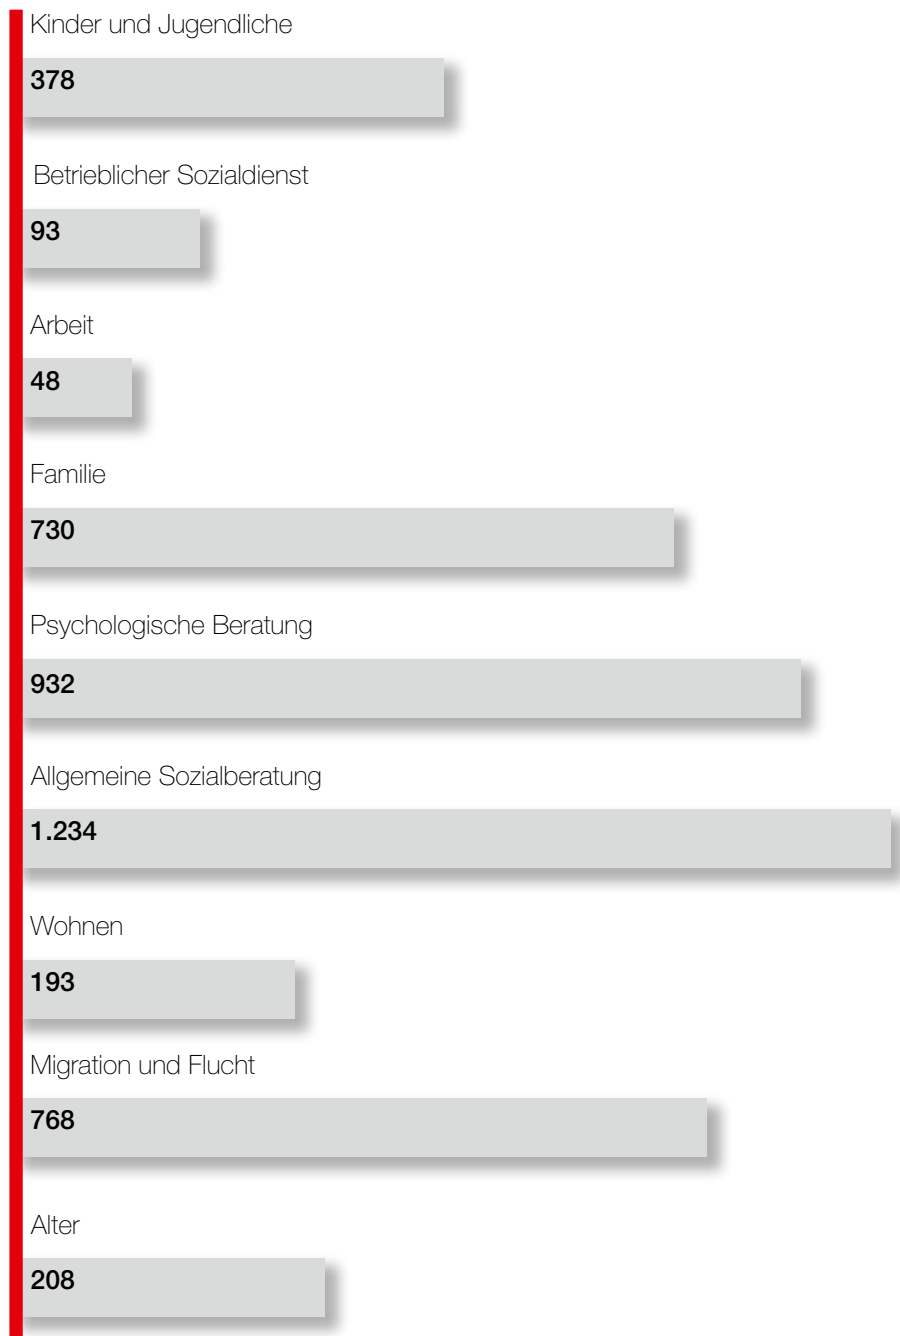 Kinder und Jugendliche
378
Betrieblicher Sozialdienst
93
Arbeit
48
Familie
730
Psychologische Beratung
932
Allgemeine Sozialberatung
1.234
Wohnen
193
Migration und Flucht
768
Alter
208